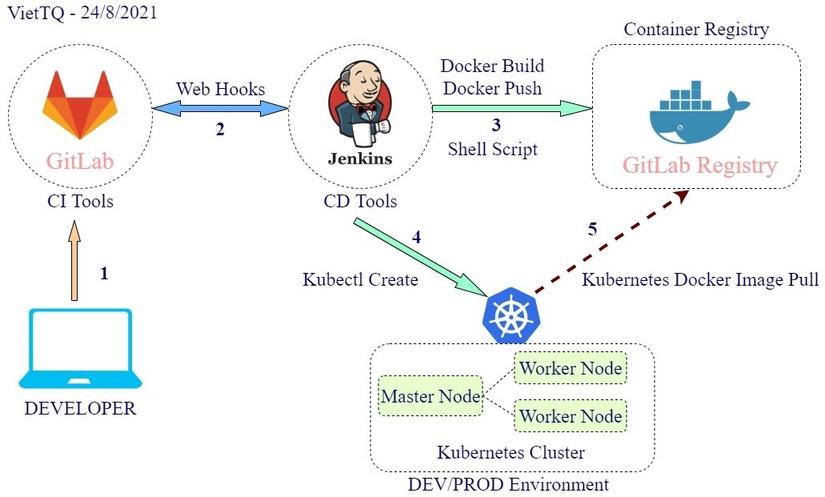 VietTQ - 24/8/2021
Container Registry
Web Hooks
2
Docker Build
Docker Push
3
Shell Script
GitLab
Jenkins
GitLab Registry
CI Tools
CD Tools
1
4
5
Kubectl Create
Kubernetes Docker Image Pull
DEVELOPER
Master Node
Worker Node
Worker Node
Kubernetes Cluster
DEV/PROD Environment